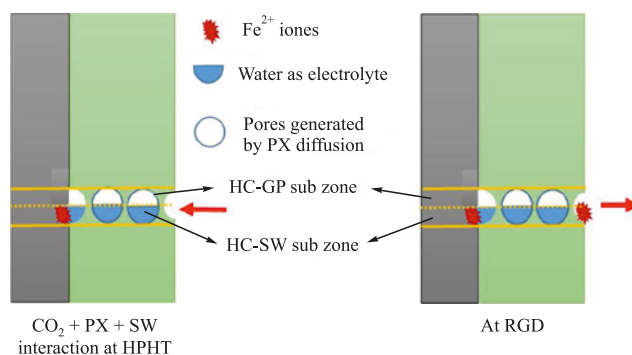 Fe2+ iones
Water as electrolyte
Pores generated
by PX diffusion
HC-GP sub zone
HC-SW sub zone
CO2 + PX + SW
interaction at HPHT
At RGD